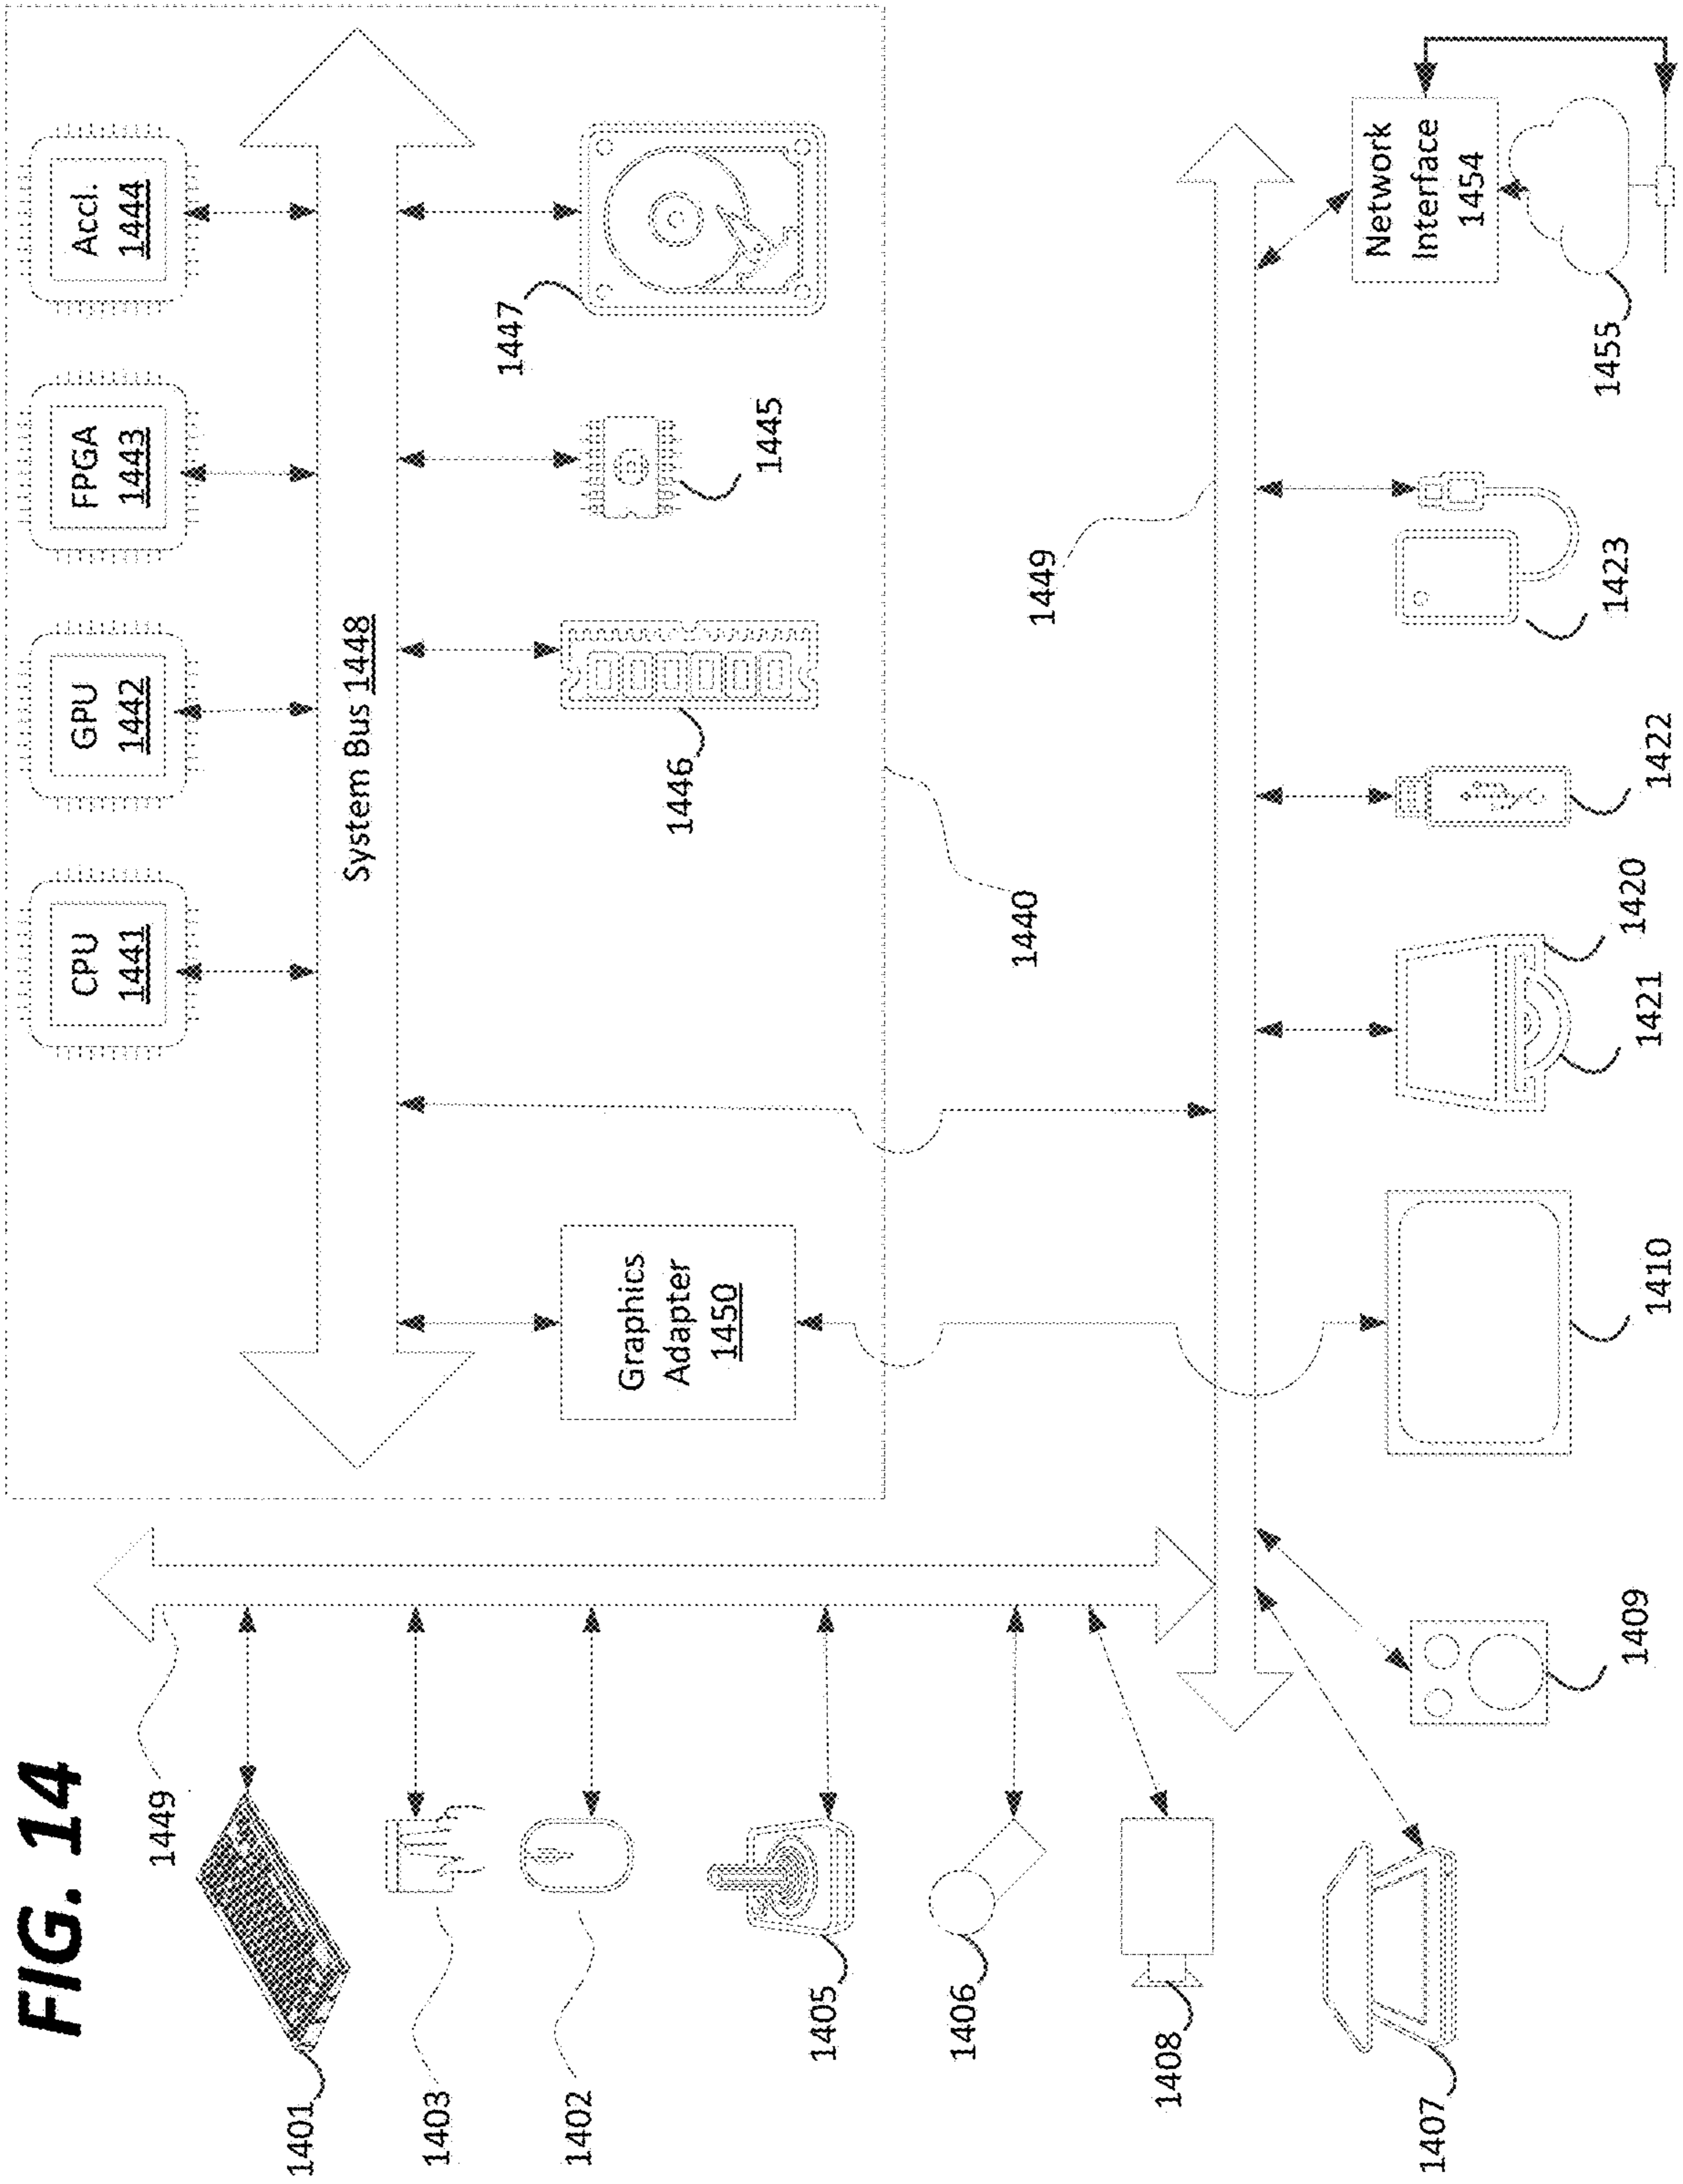 FIG. 14
CPU
1441
GPU
1442
FPGA
1443
Accl.
1444
System Bus 1448
Graphics
Adapter
1450
1446
1445
1447
1440
1449
1449
1401
1403
1402
1405
1406
1408
1407
1409
1410
1421
1420
1422
1423
1455
Network
Interface
1454